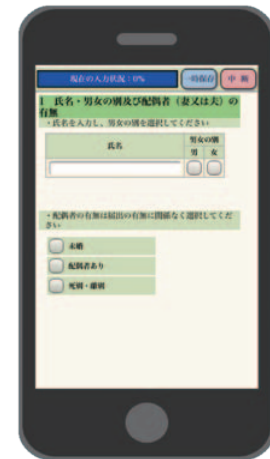 現在の入力状況：0%
一時保存
中 断
1 氏名・男女の別及び配偶者（妻又は夫）の
有無
・氏名を入力し、男女の別を選択してください
氏名
男女の別
男 女
・配偶者の有無は届出の有無に関係なく選択してくだ
さい
未婚
配偶者あり
死別・離別